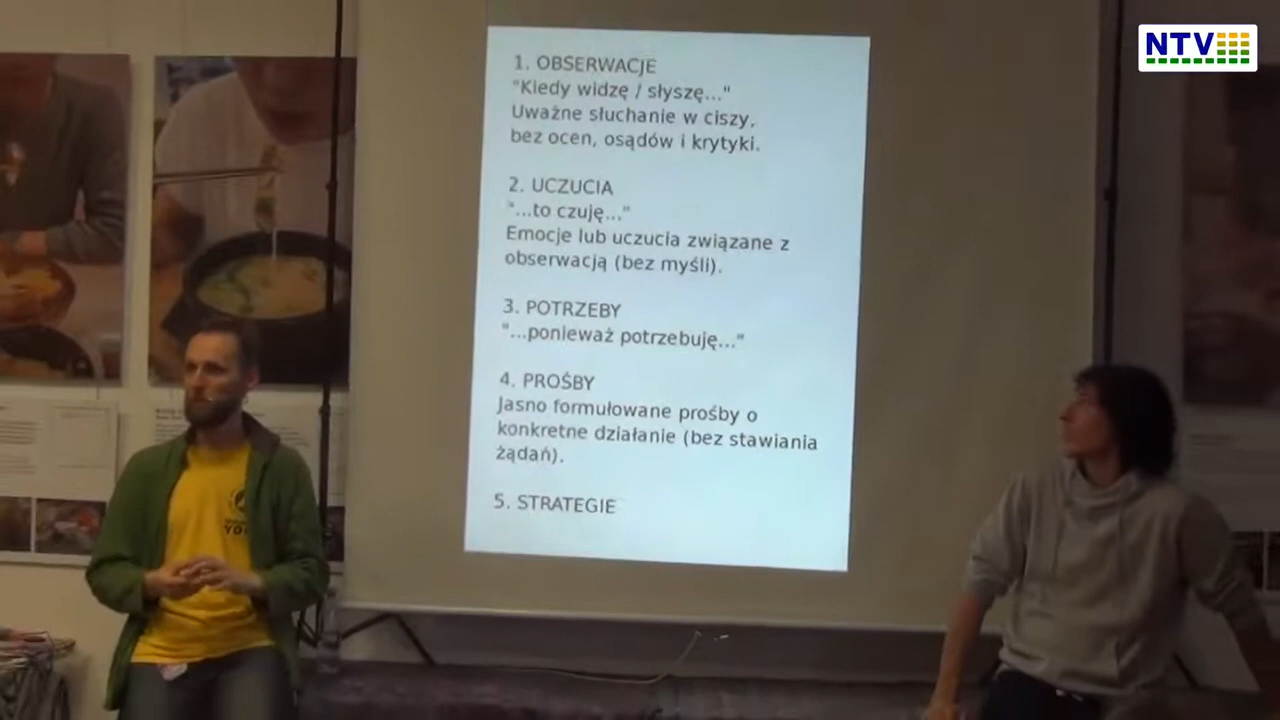 NTV
1. OBSERWACJE
"Kiedy widzę / słyszę..."
Uważne słuchanie w ciszy,
bez ocen, osądów i krytyki.
2. UCZUCIA
"...to czuję..."
Emocje lub uczucia związane z
obserwacją (bez myśli).
3. POTRZEBY
"...ponieważ potrzebuję..."
4. PROŚBY
Jasno formułowane prośby o
konkretne działanie (bez stawiania
żądań).
5. STRATEGIE